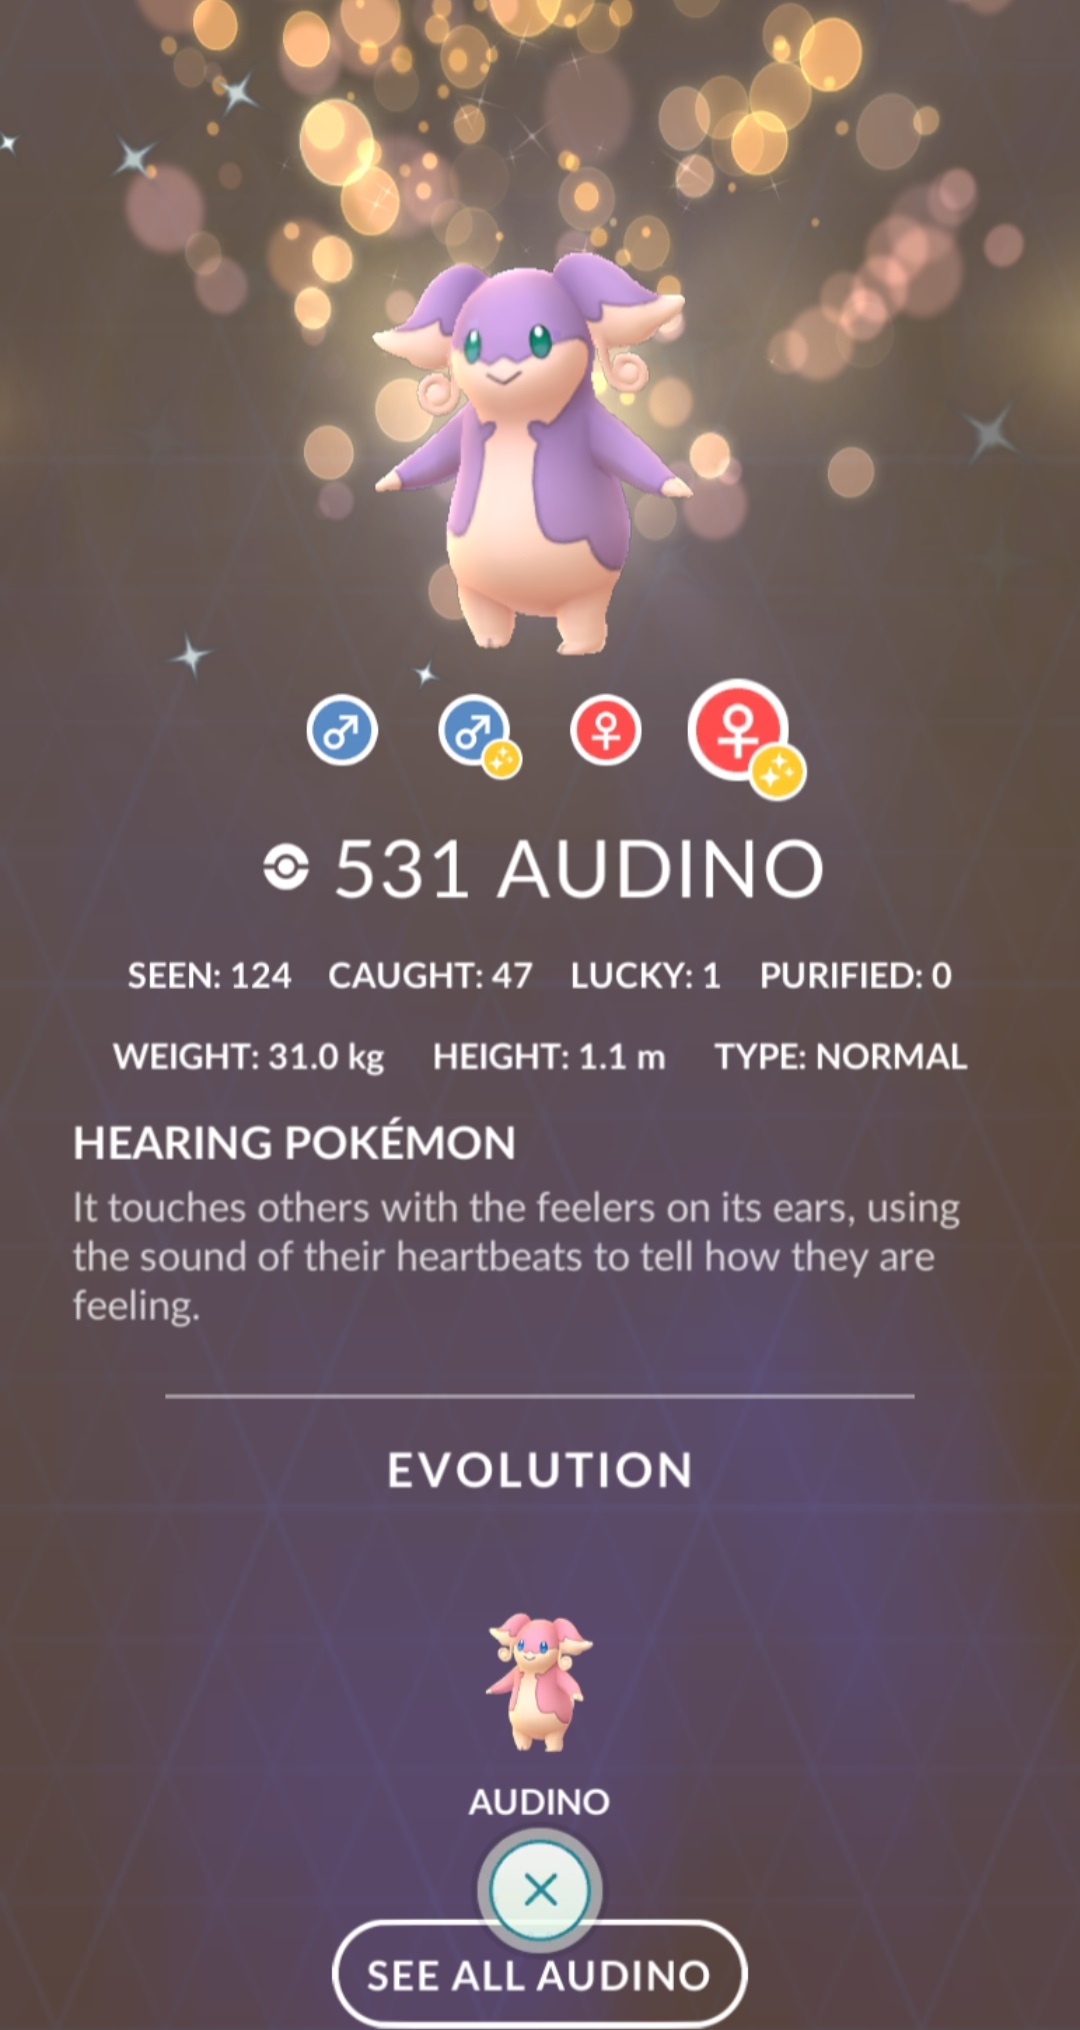 531 AUDINO
SEEN: 124 CAUGHT: 47 LUCKY: 1 PURIFIED: 0
WEIGHT: 31.0 kg HEIGHT: 1.1 m TYPE: NORMAL
HEARING POKÉMON
It touches others with the feelers on its ears, using
the sound of their heartbeats to tell how they are
feeling.
EVOLUTION
AUDINO
SEE ALL AUDINO